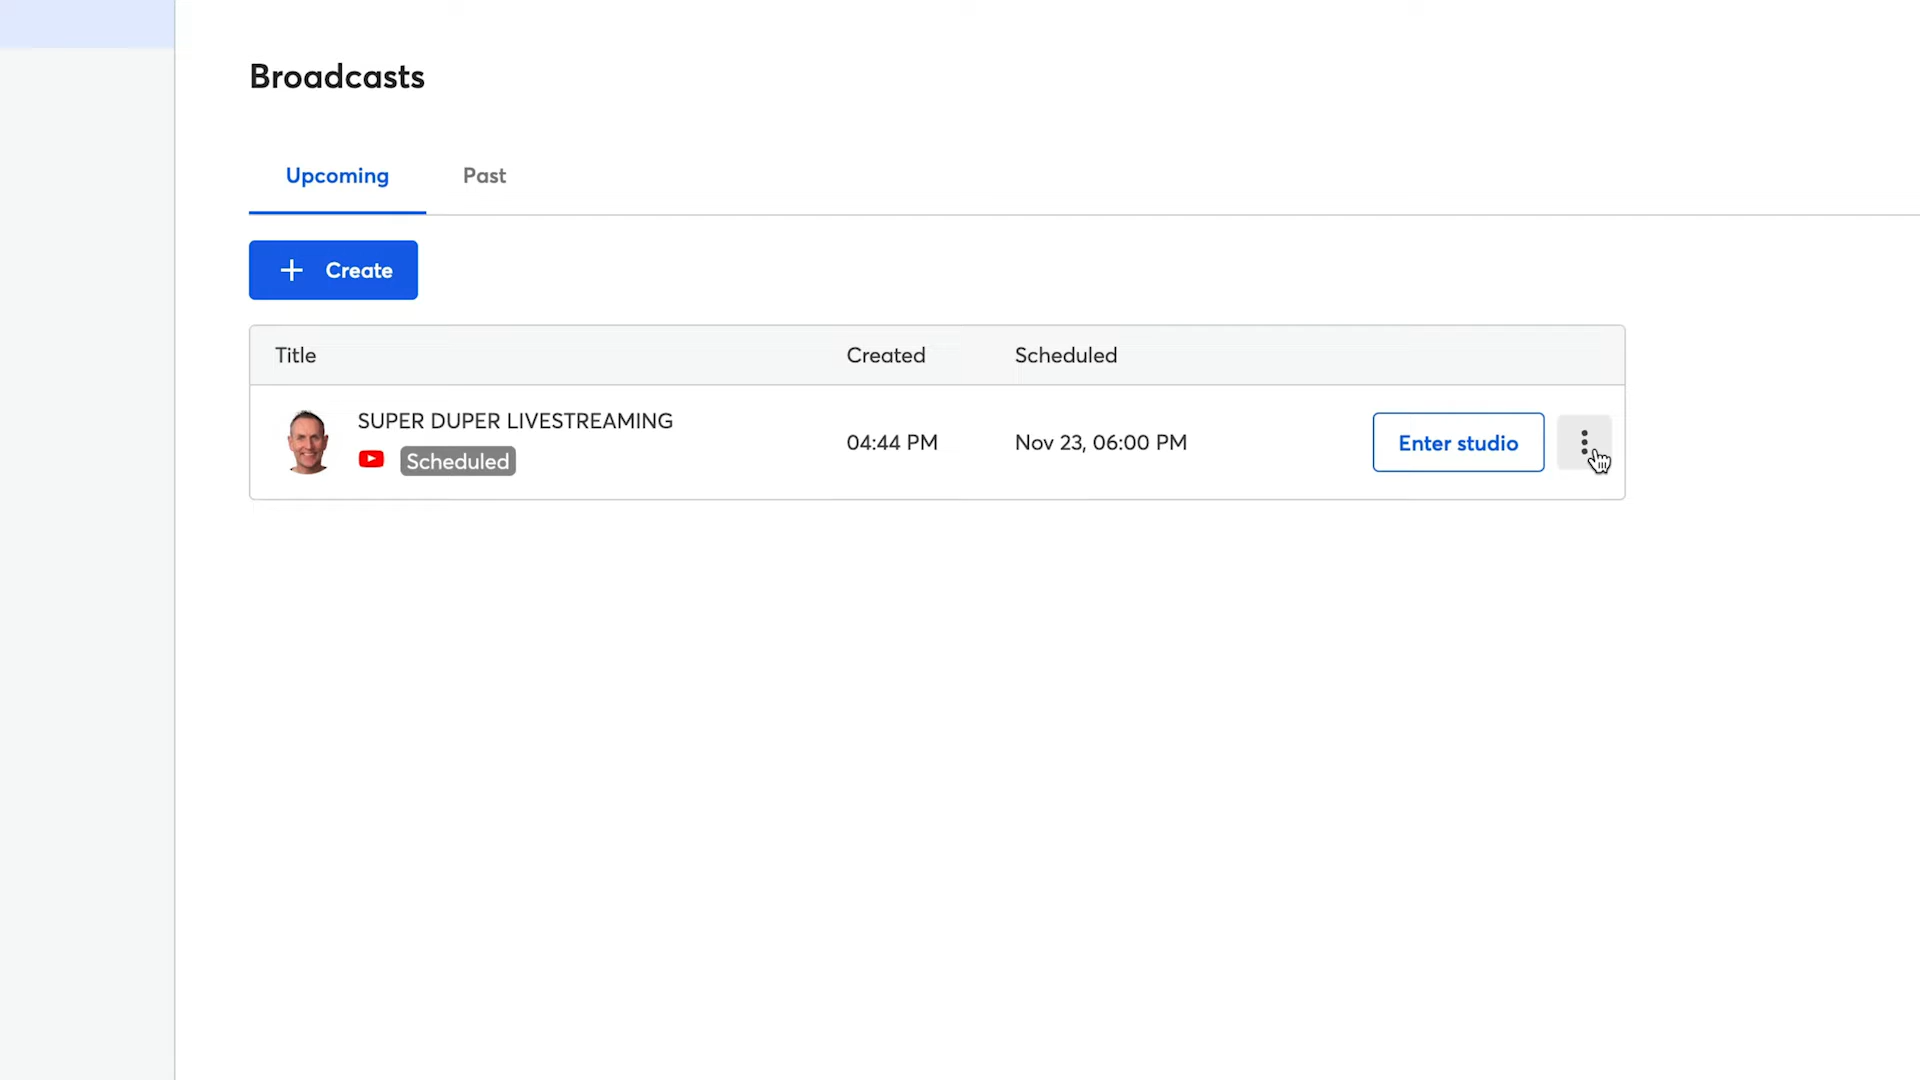 Broadcasts
Upcoming Past
Create
Title Created Scheduled
SUPER DUPER LIVESTREAMING
Scheduled
04:44 PM Nov 23, 06:00 PM Enter studio